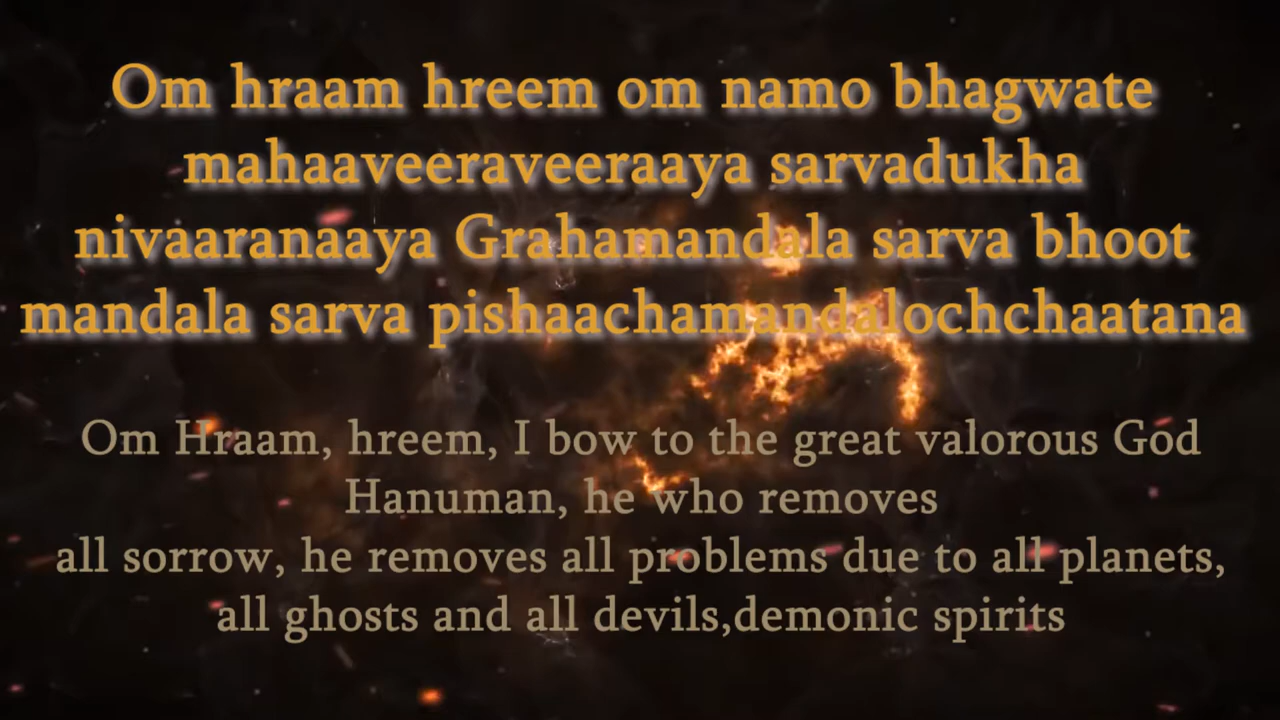 Om hraam hreem om namo bhagwate
mahaaveeraveeraaya sarvadukha
nivaaranaaya Grahamandala sarva bhoot
mandala sarva pishaachamandalochchaatana
Om Hraam, hreem, I bow to the great valorous God
Hanuman, he who removes
all sorrow, he removes all problems due to all planets,
all ghosts and all devils,demonic spirits